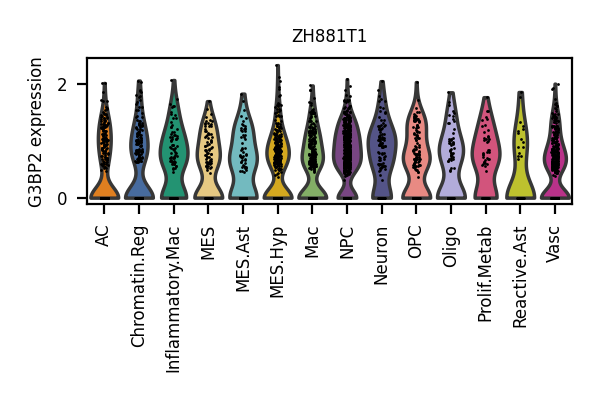 ZH881T1
G3BP2 expression
2
0
AC
Chromatin.Reg
Inflammatory.Mac
MES
MES.Ast
MES.Hyp
Mac
NPC
Neuron
OPC
Oligo
Prolif.Metab
Reactive.Ast
Vasc